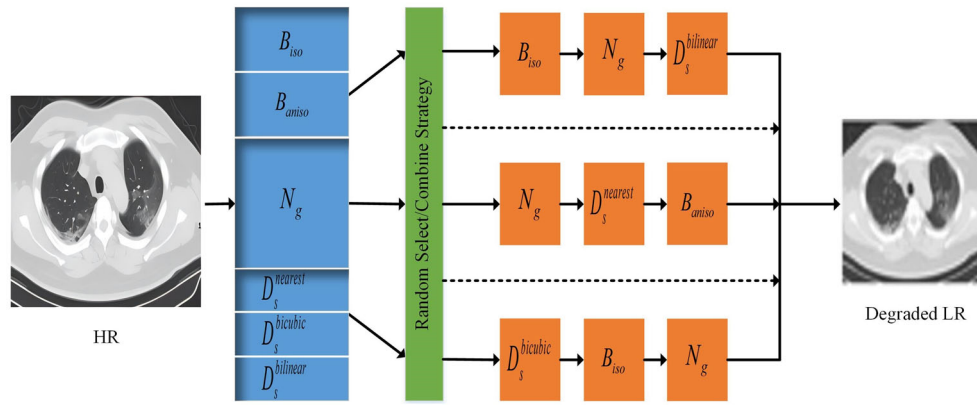 HR
B_iso
B_aniso
N_g
D_s^nearest
D_s^bicubic
D_s^bilinear
Random Select/Combine Strategy
B_iso
N_g
D_s^bilinear
N_g
D_s^nearest
B_aniso
D_s^bicubic
B_iso
N_g
Degraded LR